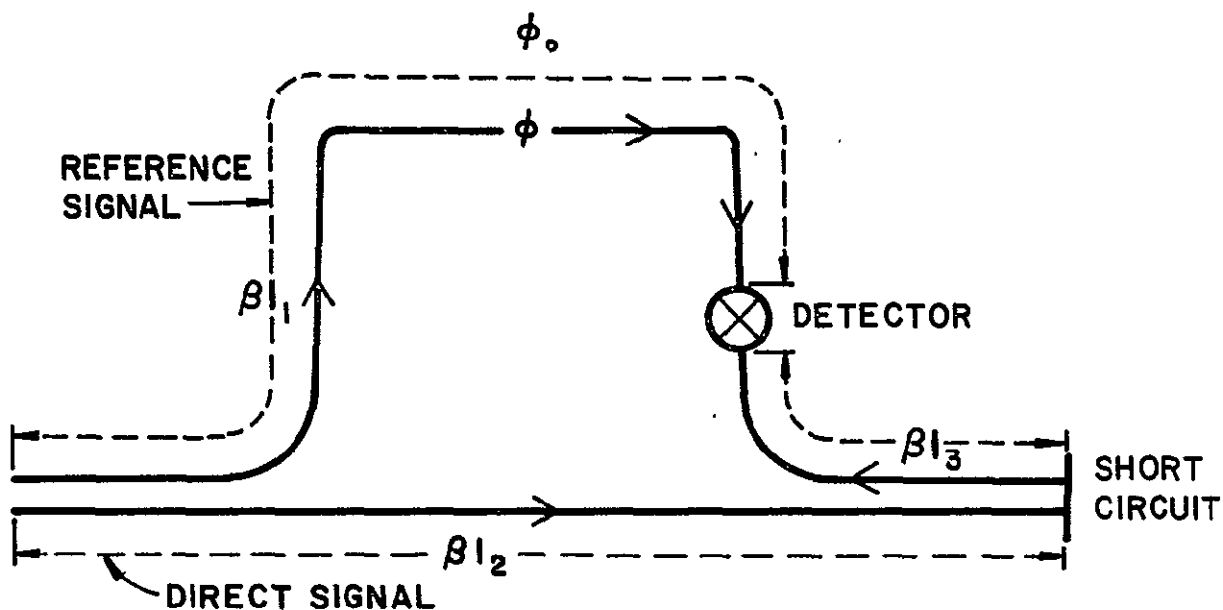 ϕ₀
ϕ
REFERENCE
SIGNAL
βl₁
DETECTOR
βl₃
SHORT
CIRCUIT
βl₂
DIRECT SIGNAL